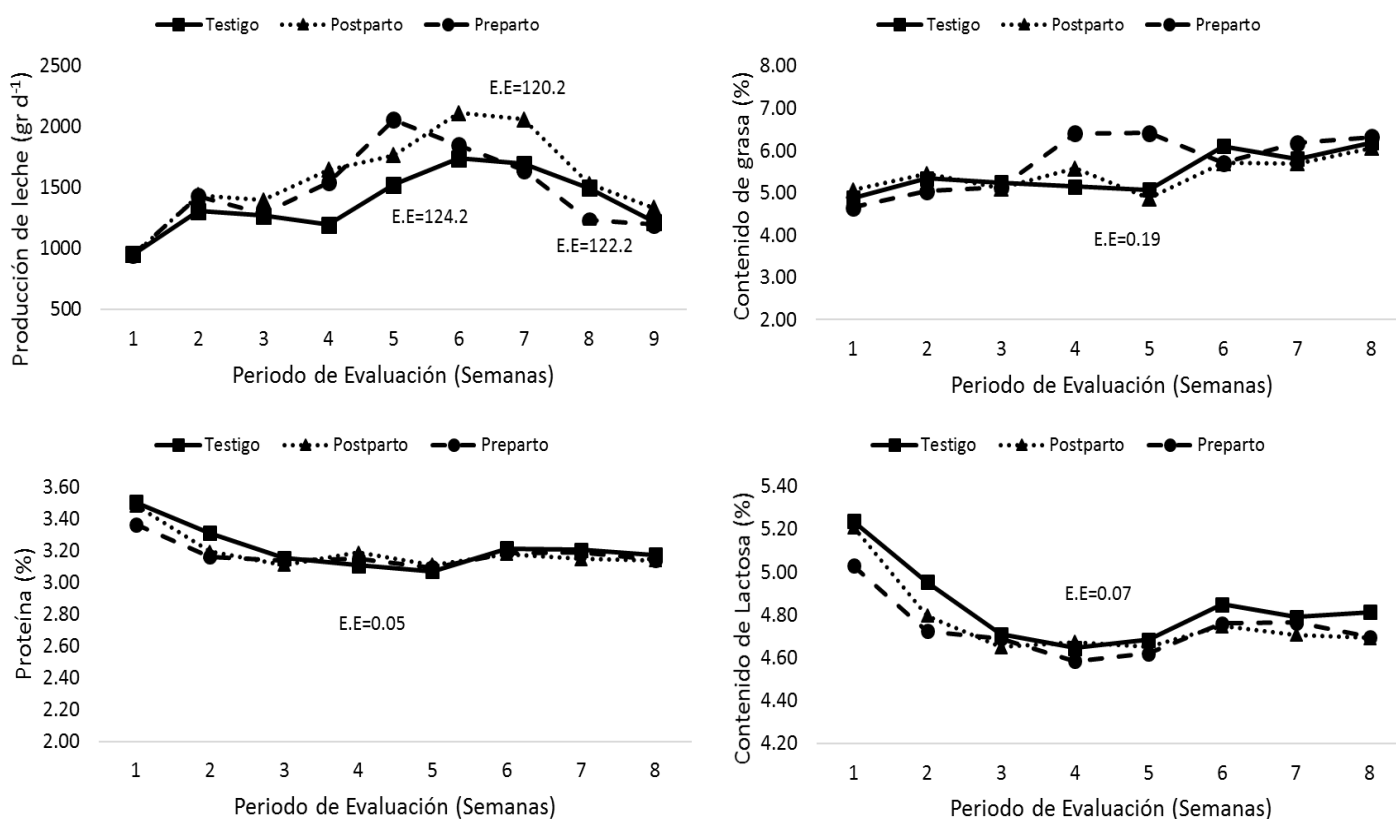 Testigo Postparto Preparto
Producción de leche (gr d-1)
2500
2000
1500
1000
500
E.E=120.2
E.E=124.2
E.E=122.2
1 2 3 4 5 6 7 8 9
Periodo de Evaluación (Semanas)
Testigo Postparto Preparto
Contenido de grasa (%)
8.00
7.00
6.00
5.00
4.00
3.00
2.00
E.E=0.19
1 2 3 4 5 6 7 8
Periodo de Evaluación (Semanas)
Testigo Postparto Preparto
Proteína (%)
3.60
3.40
3.20
3.00
2.80
2.60
2.40
2.20
2.00
E.E=0.05
1 2 3 4 5 6 7 8
Periodo de Evaluación (Semanas)
Testigo Postparto Preparto
Contenido de Lactosa (%)
5.40
5.20
5.00
4.80
4.60
4.40
4.20
E.E=0.07
1 2 3 4 5 6 7 8
Periodo de Evaluación (Semanas)